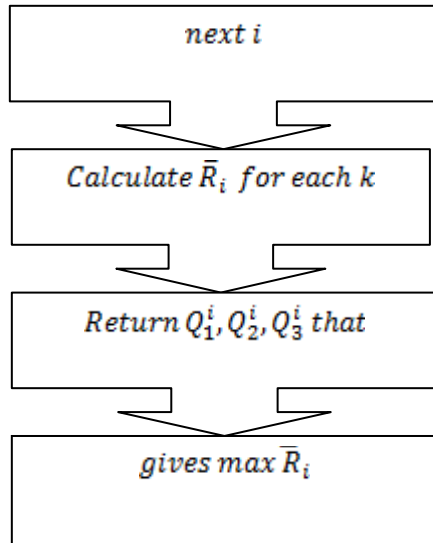 next i
Calculate R̄ᵢ for each k
Return Q₁ⁱ, Q₂ⁱ, Q₃ⁱ that
gives max R̄ᵢ